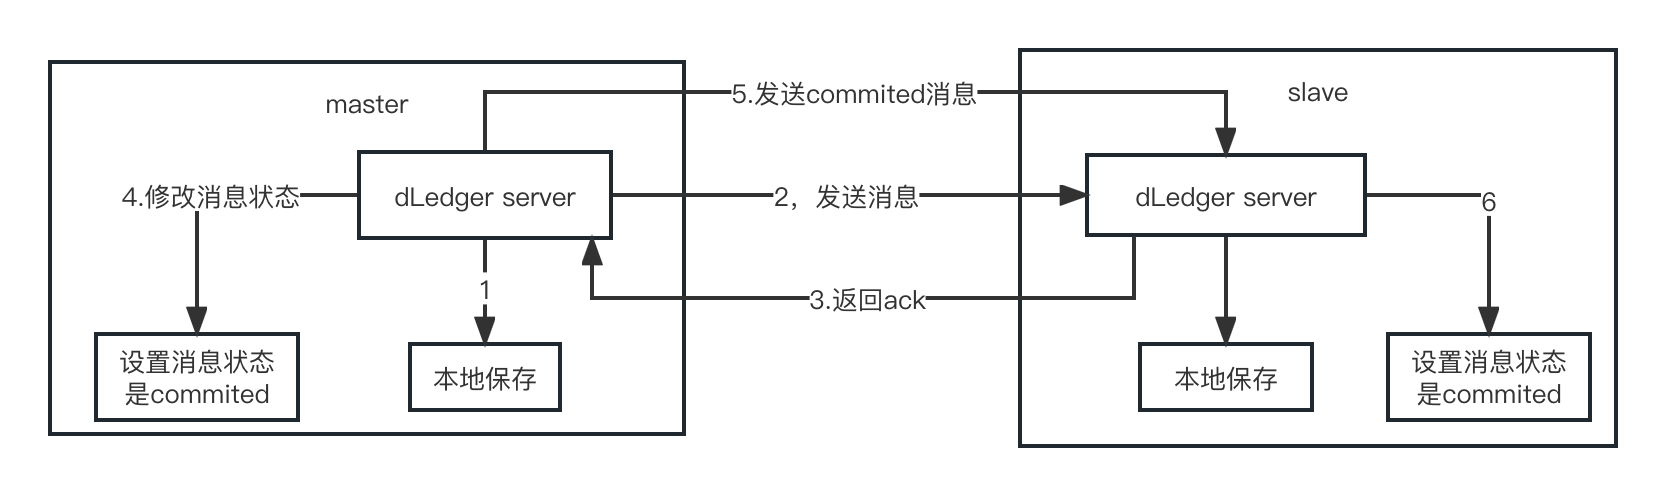 master
5.发送commited消息
slave
4.修改消息状态
dLedger server
2，发送消息
dLedger server
6
1
3.返回ack
设置消息状态
是commited
本地保存
本地保存
设置消息状态
是commited